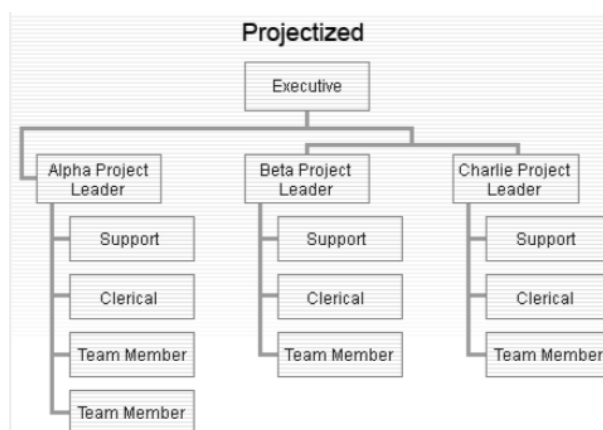 Projectized
Executive
Alpha Project
Leader
Beta Project
Leader
Charlie Project
Leader
Support
Support
Support
Clerical
Clerical
Clerical
Team Member
Team Member
Team Member
Team Member